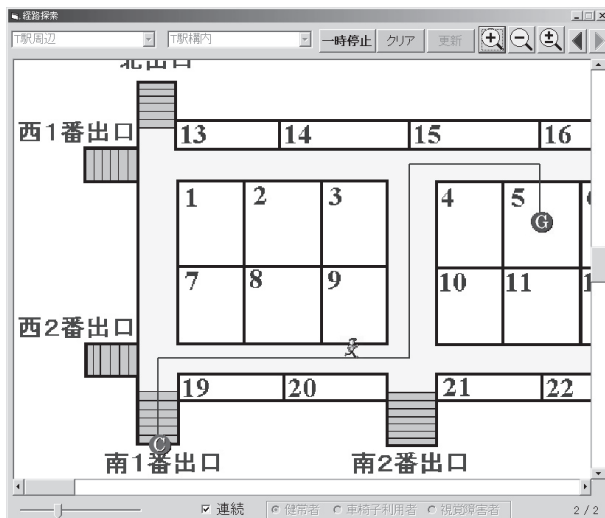 経路探索
T駅周辺 T駅構内 一時停止 クリア 更新
北出口
西1番出口 13 14 15 16
1 2 3 4 5
G
7 8 9 10 11
西2番出口
19 20 21 22
C
南1番出口 南2番出口
連続 健常者 車椅子利用者 視覚障害者 2/2